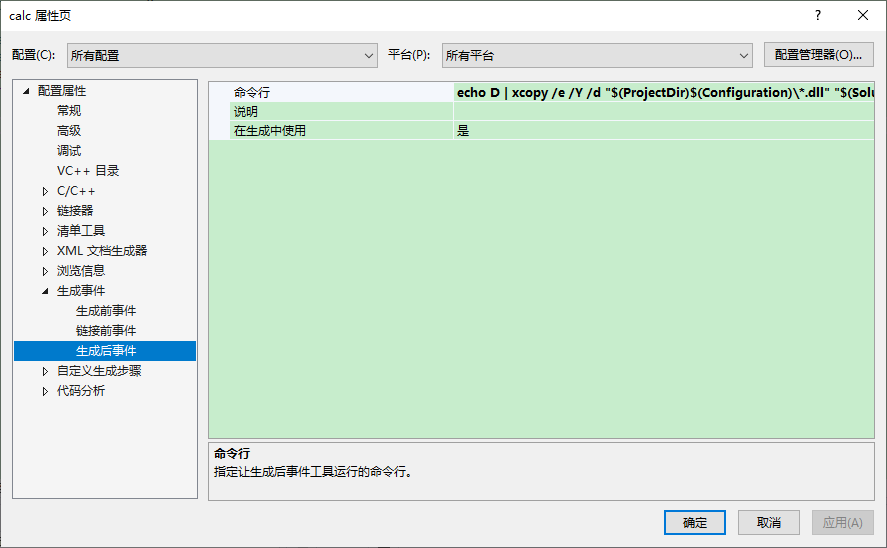 calc 属性页
?
配置(C):
所有配置
平台(P):
所有平台
配置管理器(O)...
配置属性
常规
高级
调试
VC++ 目录
C/C++
链接器
清单工具
XML 文档生成器
浏览信息
生成事件
生成前事件
链接前事件
生成后事件
自定义生成步骤
代码分析
命令行
echo D | xcopy /e /Y /d "$(ProjectDir)$(Configuration)\*.dll" "$(Solu
说明
在生成中使用
是
命令行
指定让生成后事件工具运行的命令行。
确定
取消
应用(A)